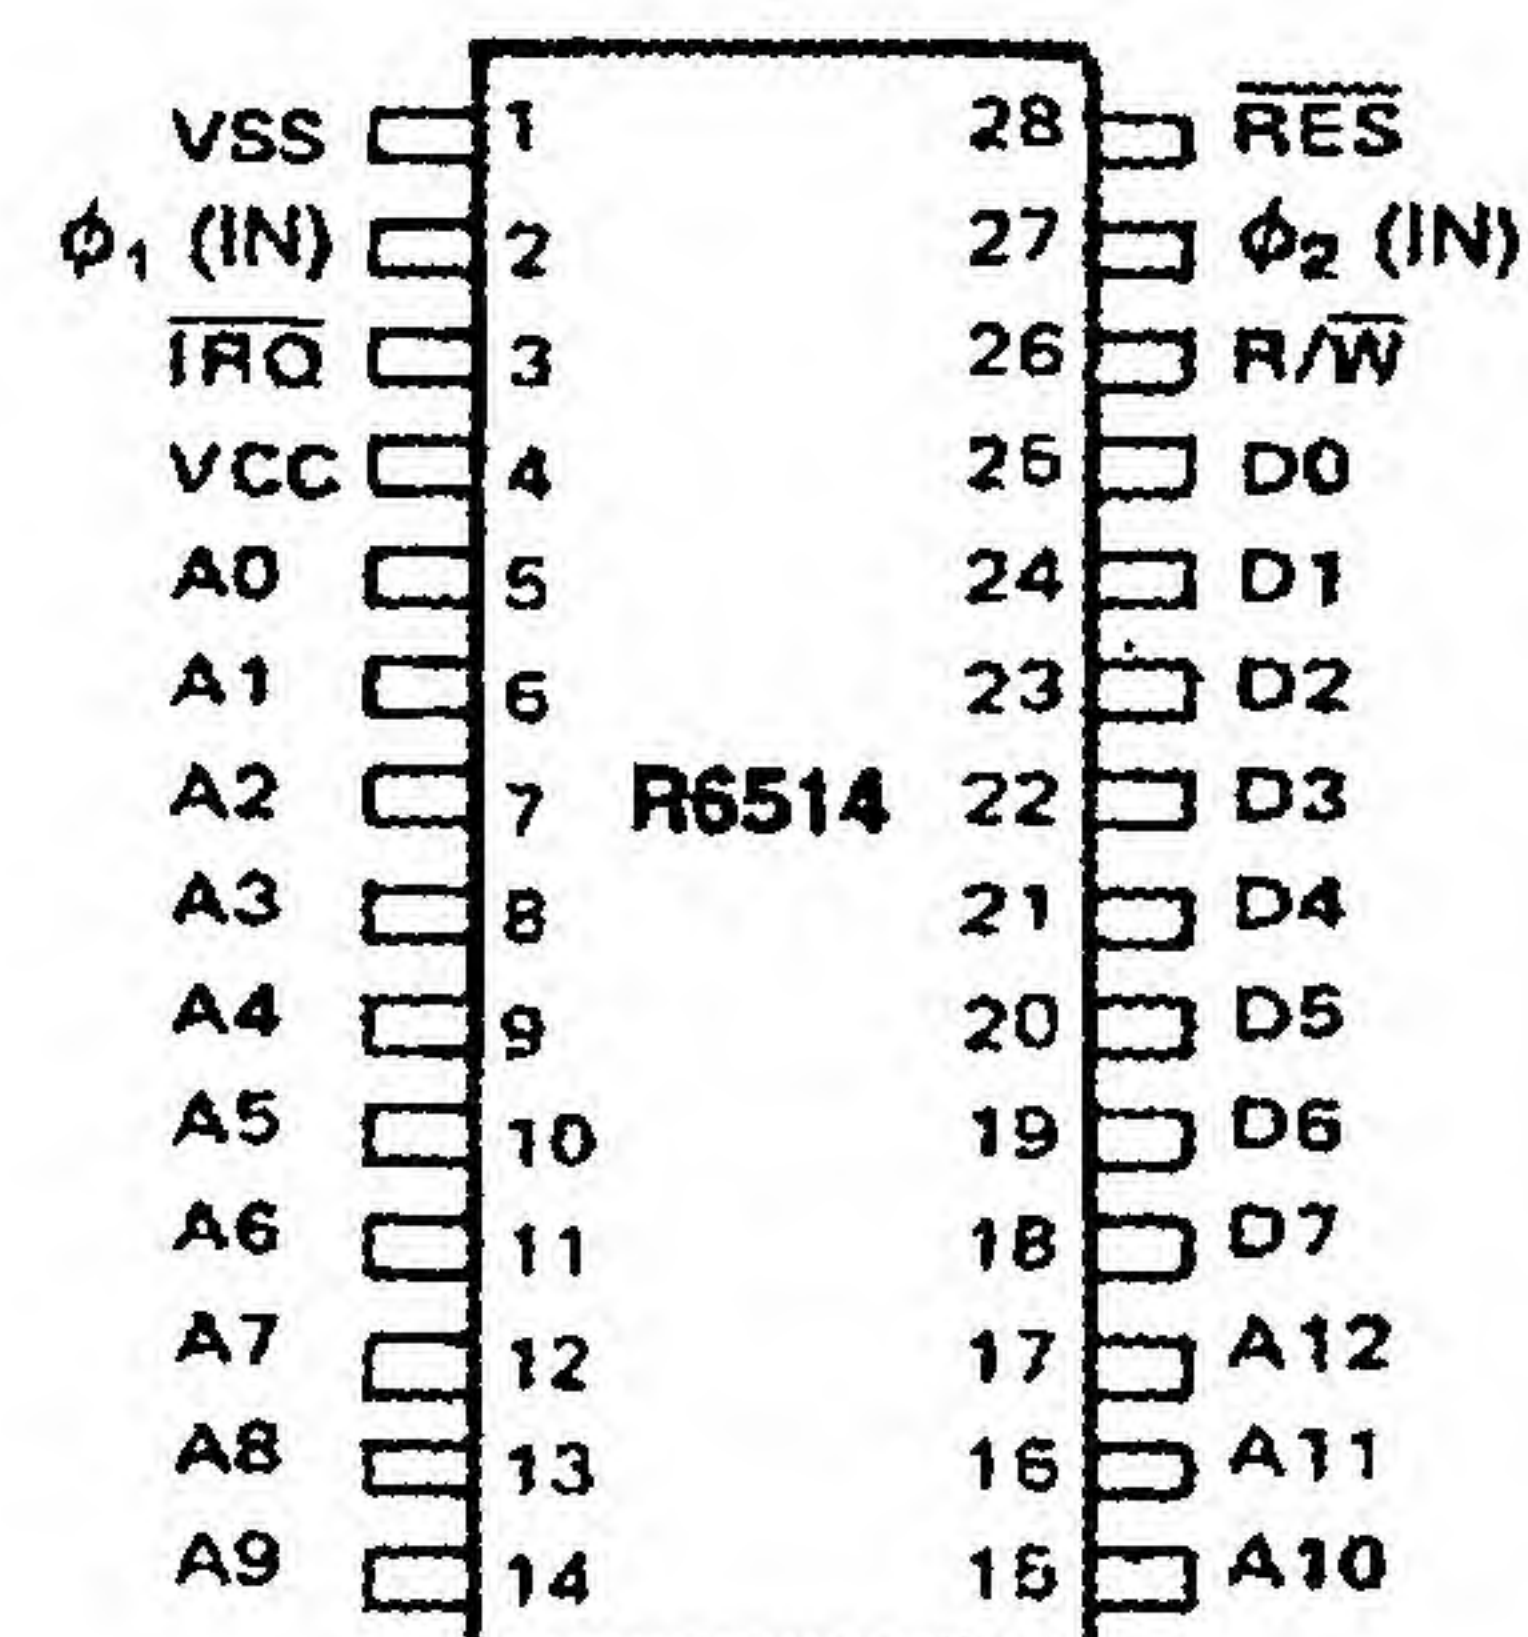 VSS 1 28 R̅E̅S̅
ϕ₁ (IN) 2 27 ϕ₂ (IN)
I̅R̅Q̅ 3 26 R/W̅
VCC 4 25 D0
A0 5 24 D1
A1 6 23 D2
A2 7 R6514 22 D3
A3 8 21 D4
A4 9 20 D5
A5 10 19 D6
A6 11 18 D7
A7 12 17 A12
A8 13 16 A11
A9 14 15 A10